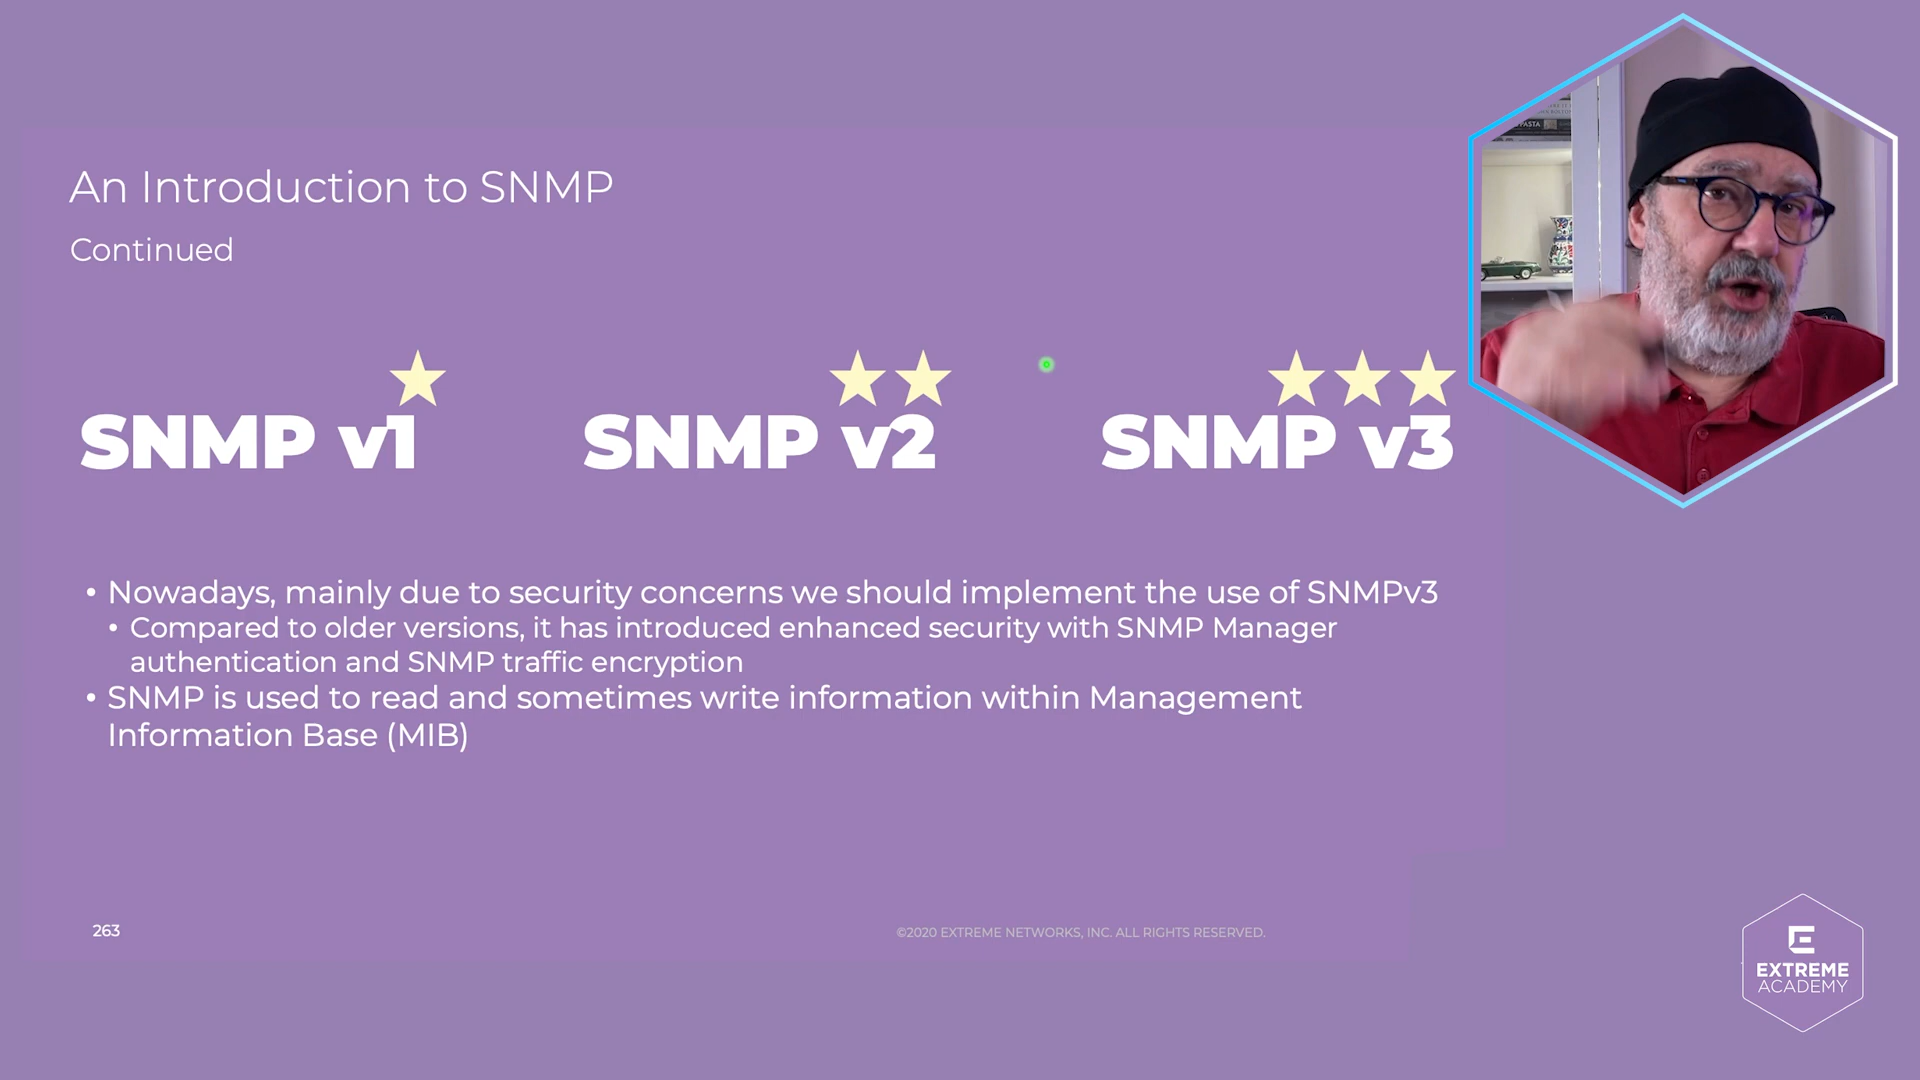 An Introduction to SNMP
Continued
SNMP v1
SNMP v2
SNMP v3
• Nowadays, mainly due to security concerns we should implement the use of SNMPv3
• Compared to older versions, it has introduced enhanced security with SNMP Manager
authentication and SNMP traffic encryption
• SNMP is used to read and sometimes write information within Management
Information Base (MIB)
263
©2020 EXTREME NETWORKS, INC. ALL RIGHTS RESERVED.
EXTREME
ACADEMY
PASTA